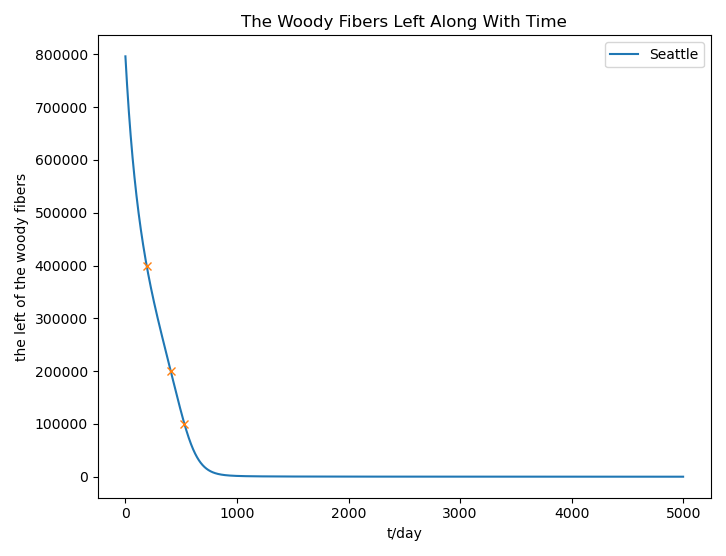 The Woody Fibers Left Along With Time
Seattle
the left of the woody fibers
800000
700000
600000
500000
400000
300000
200000
100000
0
0 1000 2000 3000 4000 5000
t/day